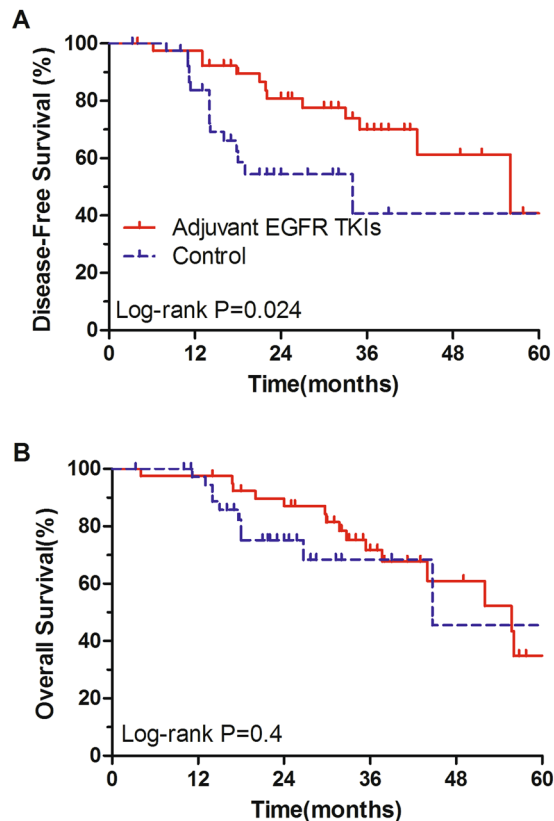 A
Disease-Free Survival (%)
100
80
60
40
20
0
Adjuvant EGFR TKIs
Control
Log-rank P=0.024
0 12 24 36 48 60
Time(months)
B
Overall Survival(%)
100
80
60
40
20
0
Log-rank P=0.4
0 12 24 36 48 60
Time(months)